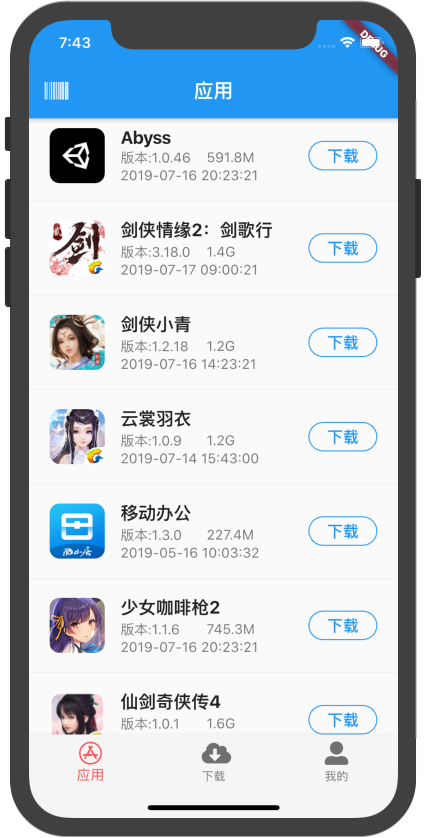 7:43
DEBUG
应用
Abyss
版本:1.0.46 591.8M
2019-07-16 20:23:21
下载
剑
剑侠情缘2：剑歌行
版本:3.18.0 1.4G
2019-07-17 09:00:21
下载
剑侠小青
版本:1.2.18 1.2G
2019-07-16 14:23:21
下载
云裳羽衣
版本:1.0.9 1.2G
2019-07-14 15:43:00
下载
西山居
移动办公
版本:1.3.0 227.4M
2019-05-16 10:03:32
下载
少女咖啡枪2
版本:1.1.6 745.3M
2019-07-16 20:23:21
下载
仙剑奇侠传4
版本:1.0.1 1.6G
下载
应用
下载
我的